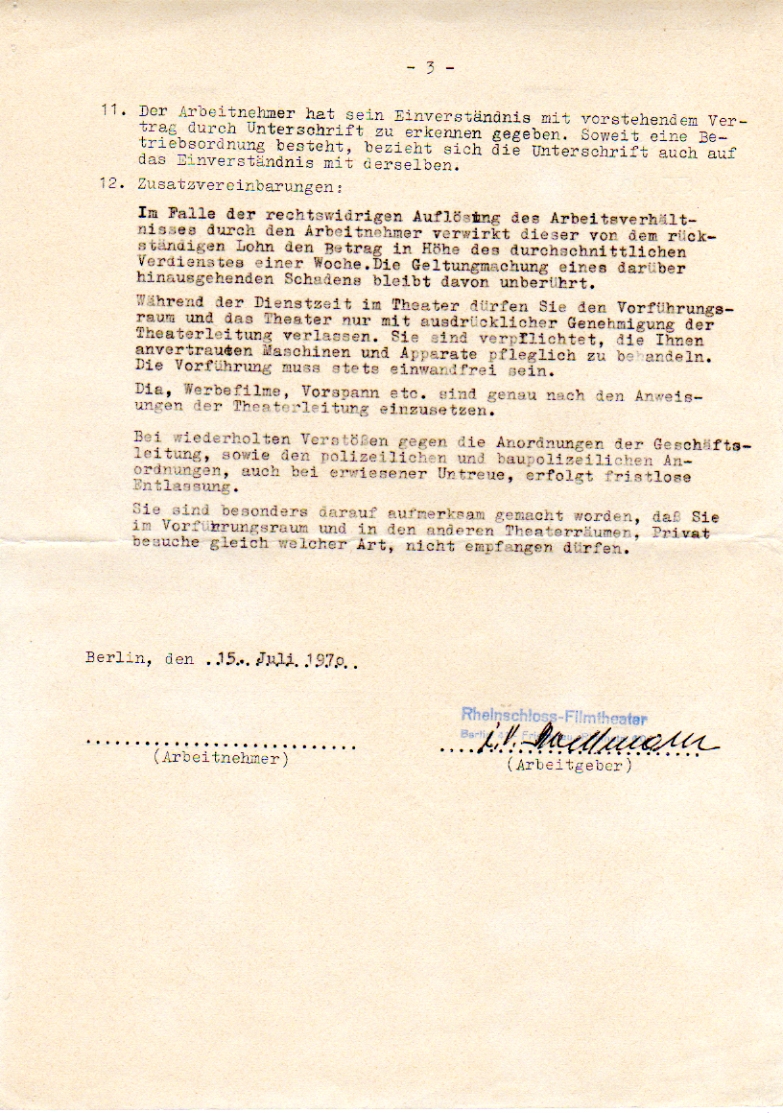 - 3 -
11. Der Arbeitnehmer hat sein Einverständnis mit vorstehendem Ver-
trag durch Unterschrift zu erkennen gegeben. Soweit eine Be-
triebsordnung besteht, bezieht sich die Unterschrift auch auf
das Einverständnis mit derselben.
12. Zusatzvereinbarungen:
Im Falle der rechtswidrigen Auflösung des Arbeitsverhält-
nisses durch den Arbeitnehmer verwirkt dieser von dem rück-
ständigen Lohn den Betrag in Höhe des durchschnittlichen
Verdienstes einer Woche.Die Geltungmachung eines darüber
hinausgehenden Schadens bleibt davon unberührt.
Während der Dienstzeit im Theater dürfen Sie den Vorführungs-
raum und das Theater nur mit ausdrücklicher Genehmigung der
Theaterleitung verlassen. Sie sind verpflichtet, die Ihnen
anvertrauten Maschinen und Apparate pfleglich zu behandeln.
Die Vorführung muss stets einwandfrei sein.
Dia, Werbefilme, Vorspann etc. sind genau nach den Anweis-
ungen der Theaterleitung einzusetzen.
Bei wiederholten Verstößen gegen die Anordnungen der Geschäfts-
leitung, sowie den polizeilichen und baupolizeilichen An-
ordnungen, auch bei erwiesener Untreue, erfolgt fristlose
Entlassung.
Sie sind besonders darauf aufmerksam gemacht worden, daß Sie
im Vorführungsraum und in den anderen Theaterräumen, Privat
besuche gleich welcher Art, nicht empfangen dürfen.
Berlin, den ..15.. Juli 1970..
Rheinschloss-Filmtheater
Berlin
i.V.
(Arbeitnehmer)
(Arbeitgeber)